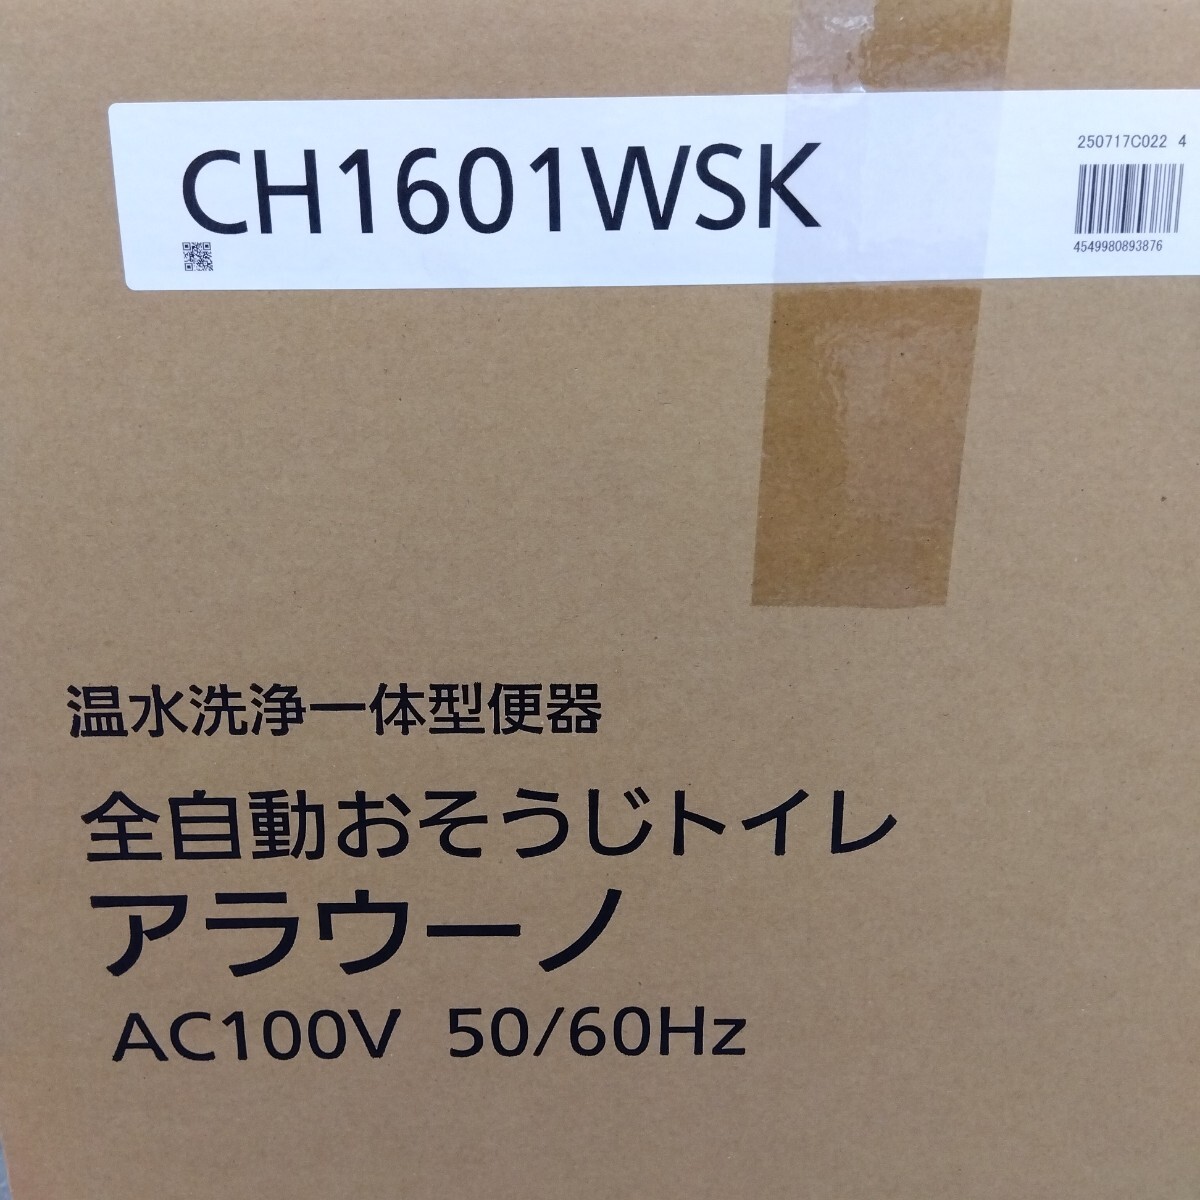 CH1601WSK
250717C022 4
4549980893876
温水洗浄一体型便器
全自動おそうじトイレ
アラウーノ
AC100V 50/60Hz